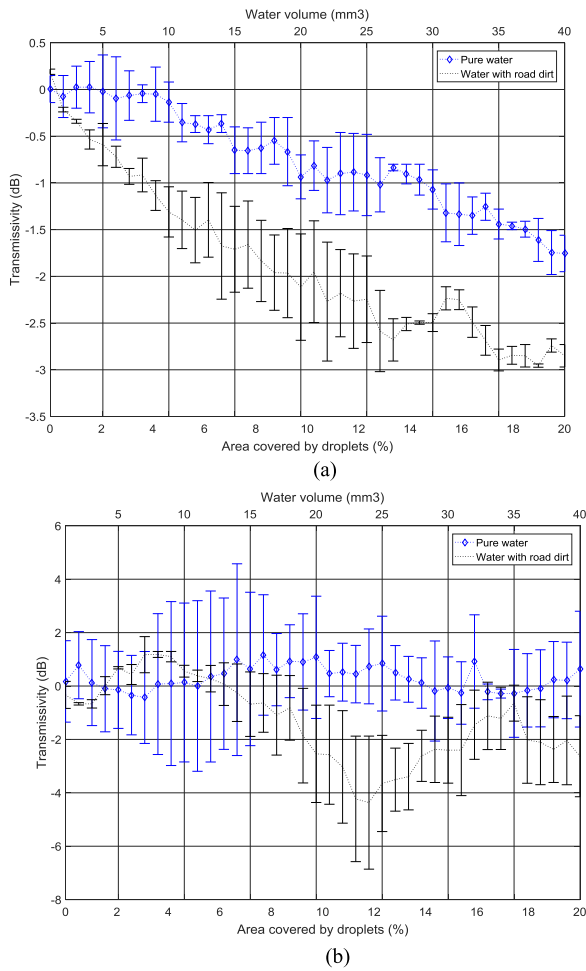 Water volume (mm3)
5 10 15 20 25 30 35 40
0.5
0
-0.5
-1
-1.5
-2
-2.5
-3
-3.5
Transmissivity (dB)
Pure water
Water with road dirt
0 2 4 6 8 10 12 14 16 18 20
Area covered by droplets (%)
(a)
Water volume (mm3)
5 10 15 20 25 30 35 40
6
4
2
0
-2
-4
-6
-8
Transmissivity (dB)
Pure water
Water with road dirt
0 2 4 6 8 10 12 14 16 18 20
Area covered by droplets (%)
(b)